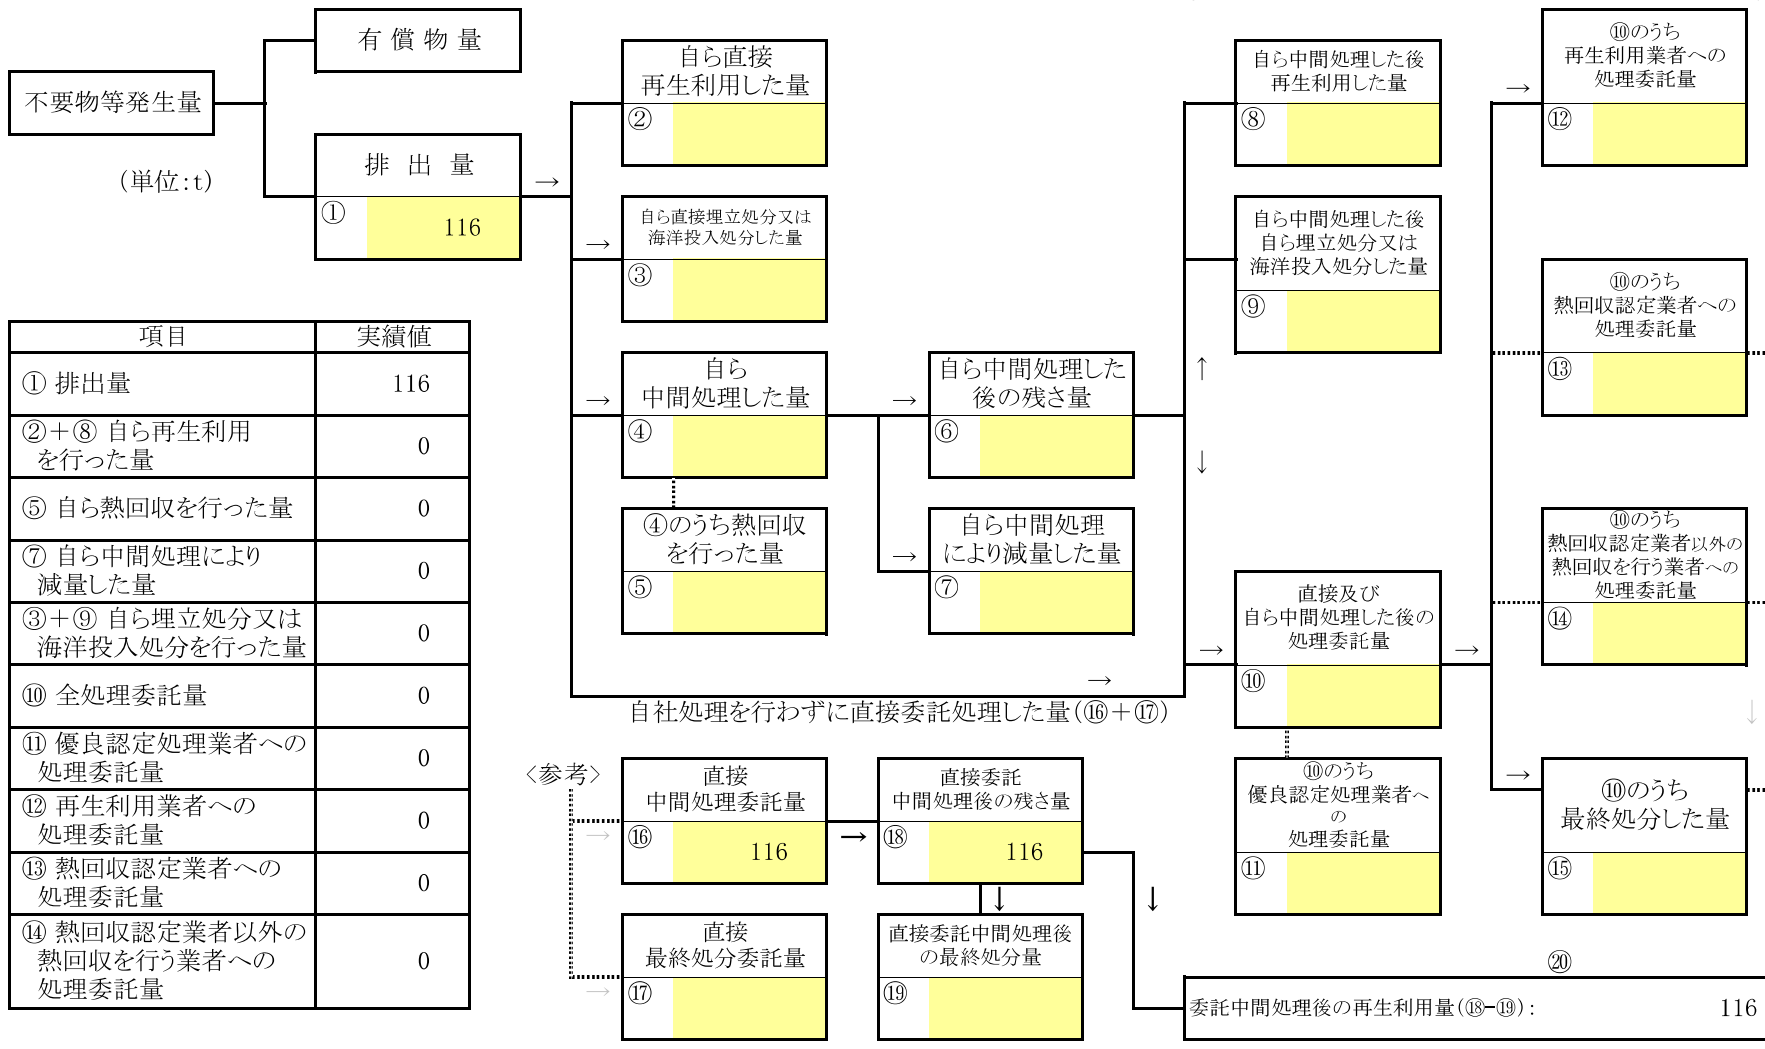 不要物等発生量
(単位:t)
有 償 物 量
排 出 量
①
116
→
自ら直接
再生利用した量
②
→
自ら直接埋立処分又は
海洋投入処分した量
③
→
自ら
中間処理した量
④
④のうち熱回収
を行った量
⑤
→
自ら中間処理した
後の残さ量
⑥
→
自ら中間処理
により減量した量
⑦
↑
↓
自ら中間処理した後
再生利用した量
⑧
自ら中間処理した後
自ら埋立処分又は
海洋投入処分した量
⑨
→
自社処理を行わずに直接委託処理した量(⑯+⑰)
→
直接及び
自ら中間処理した後の
処理委託量
⑩
⑩のうち
優良認定処理業者へ
の
処理委託量
⑪
→
→
⑩のうち
再生利用業者への
処理委託量
⑫
⑩のうち
熱回収認定業者への
処理委託量
⑬
⑩のうち
熱回収認定業者以外の
熱回収を行う業者への
処理委託量
⑭
↓
→
⑩のうち
最終処分した量
⑮
項目 実績値
① 排出量 116
②+⑧ 自ら再生利用
を行った量 0
⑤ 自ら熱回収を行った量 0
⑦ 自ら中間処理により
減量した量 0
③+⑨ 自ら埋立処分又は
海洋投入処分を行った量 0
⑩ 全処理委託量 0
⑪ 優良認定処理業者への
処理委託量 0
⑫ 再生利用業者への
処理委託量 0
⑬ 熱回収認定業者への
処理委託量 0
⑭ 熱回収認定業者以外の
熱回収を行う業者への
処理委託量 0
<参考>
→
直接
中間処理委託量
⑯
116
→
直接委託
中間処理後の残さ量
⑱
116
→
直接
最終処分委託量
⑰
↓
直接委託中間処理後
の最終処分量
⑲
↓
⑳
委託中間処理後の再生利用量(⑱-⑲): 116